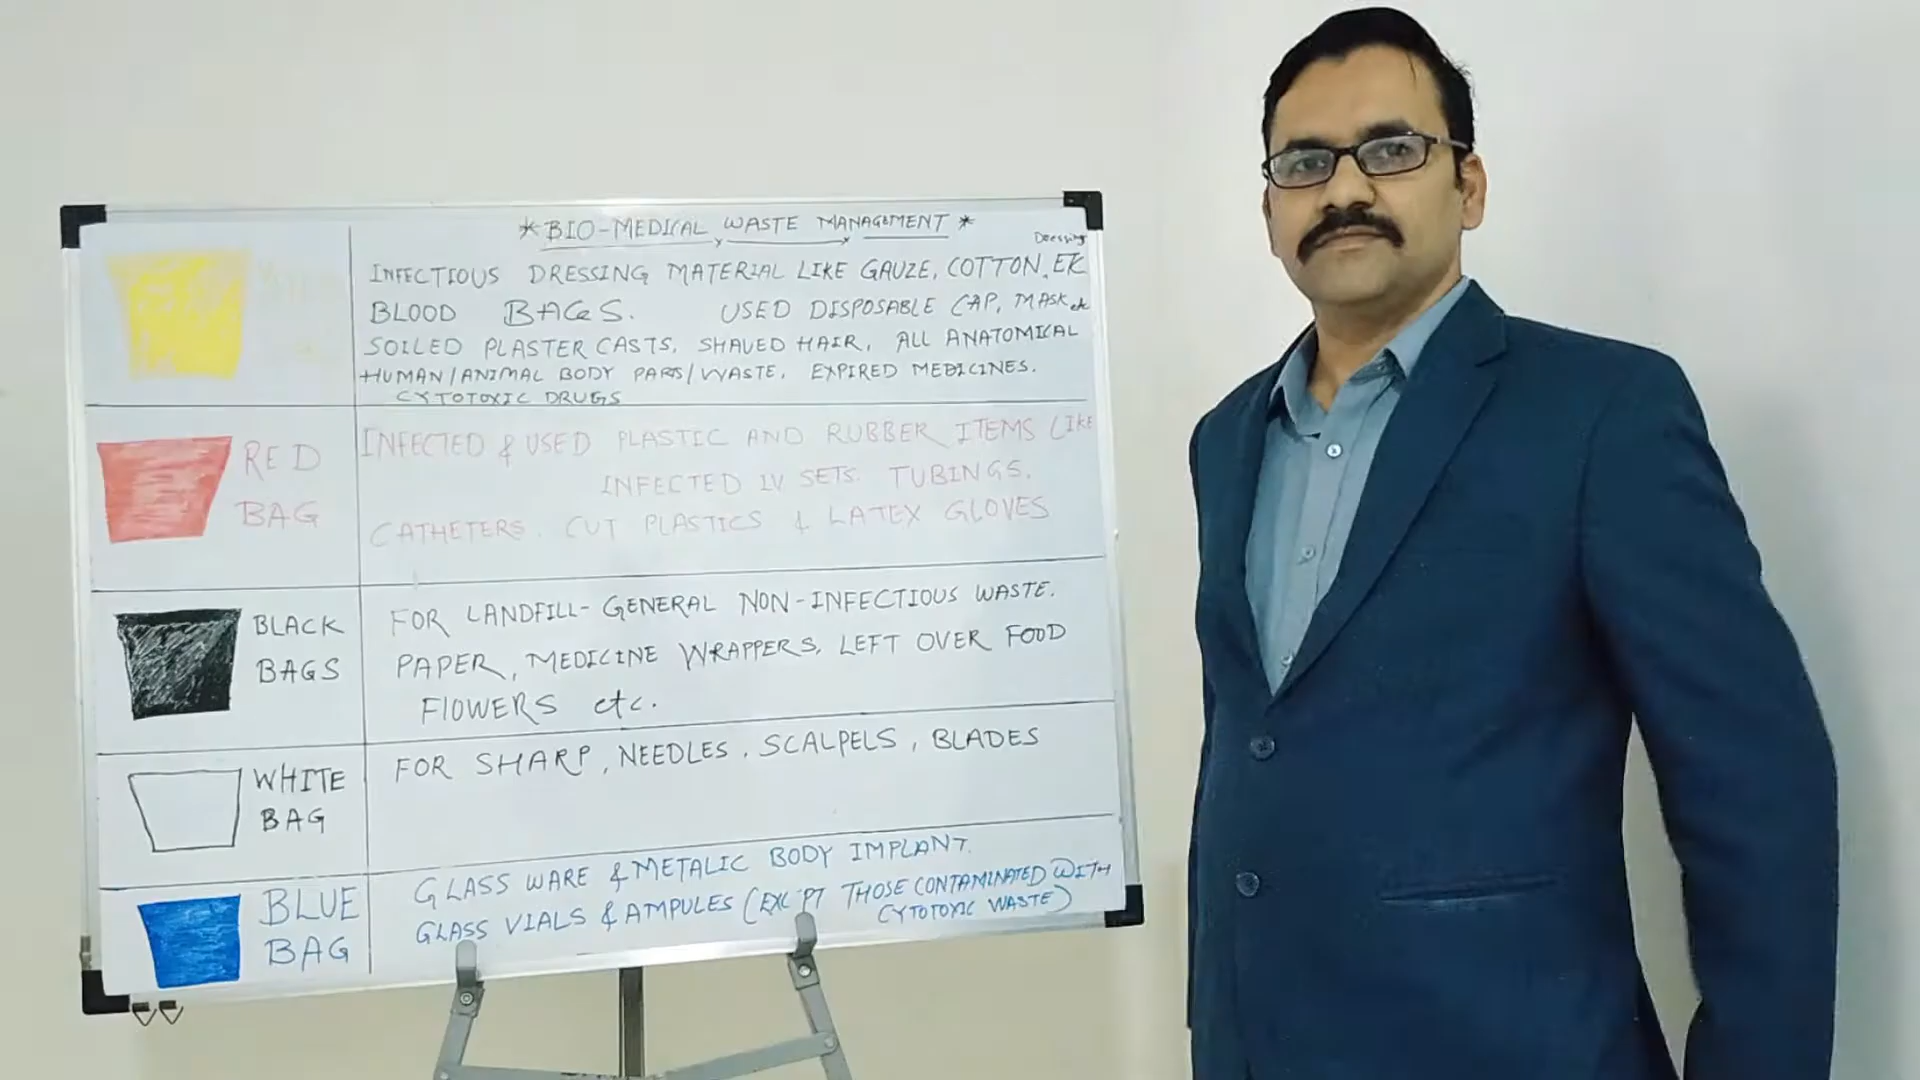 *BIO-MEDICAL WASTE MANAGEMENT*
Dressing
INFECTIOUS DRESSING MATERIAL LIKE GAUZE, COTTON,
BLOOD BAGS. USED DISPOSABLE CAP, MASK etc
SOILED PLASTER CASTS, SHAVED HAIR, ALL ANATOMICAL
HUMAN/ANIMAL BODY PARTS/WASTE. EXPIRED MEDICINES.
CYTOTOXIC DRUGS
RED
BAG
INFECTED & USED PLASTIC AND RUBBER ITEMS LIKE
INFECTED IV SETS. TUBINGS.
CATHETERS. CUT PLASTICS & LATEX GLOVES
BLACK
BAGS
FOR LANDFILL-GENERAL NON-INFECTIOUS WASTE.
PAPER, MEDICINE WRAPPERS, LEFT OVER FOOD
FlOWERS etc.
WHITE
BAG
FOR SHARP, NEEDLES, SCALPELS, BLADES
BLUE
BAG
GLASS WARE & METALIC BODY IMPLANT.
GLASS VIALS & AMPULES (EXCEPT THOSE CONTAMINATED WITH
CYTOTOXIC WASTE)